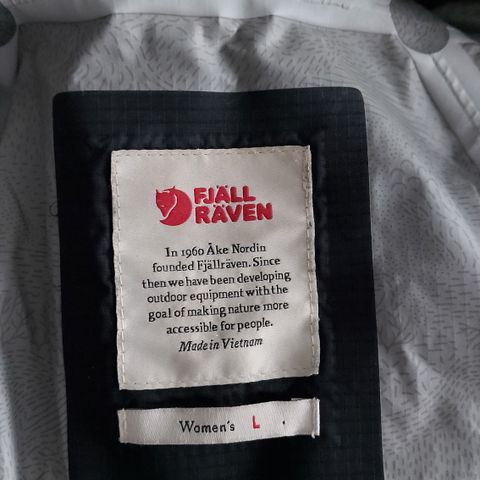 FJÄLL
RÄVEN
In 1960 Åke Nordin
founded Fjällräven. Since
then we have been developing
outdoor equipment with the
goal of making nature more
accessible for people.
Made in Vietnam
Women's L